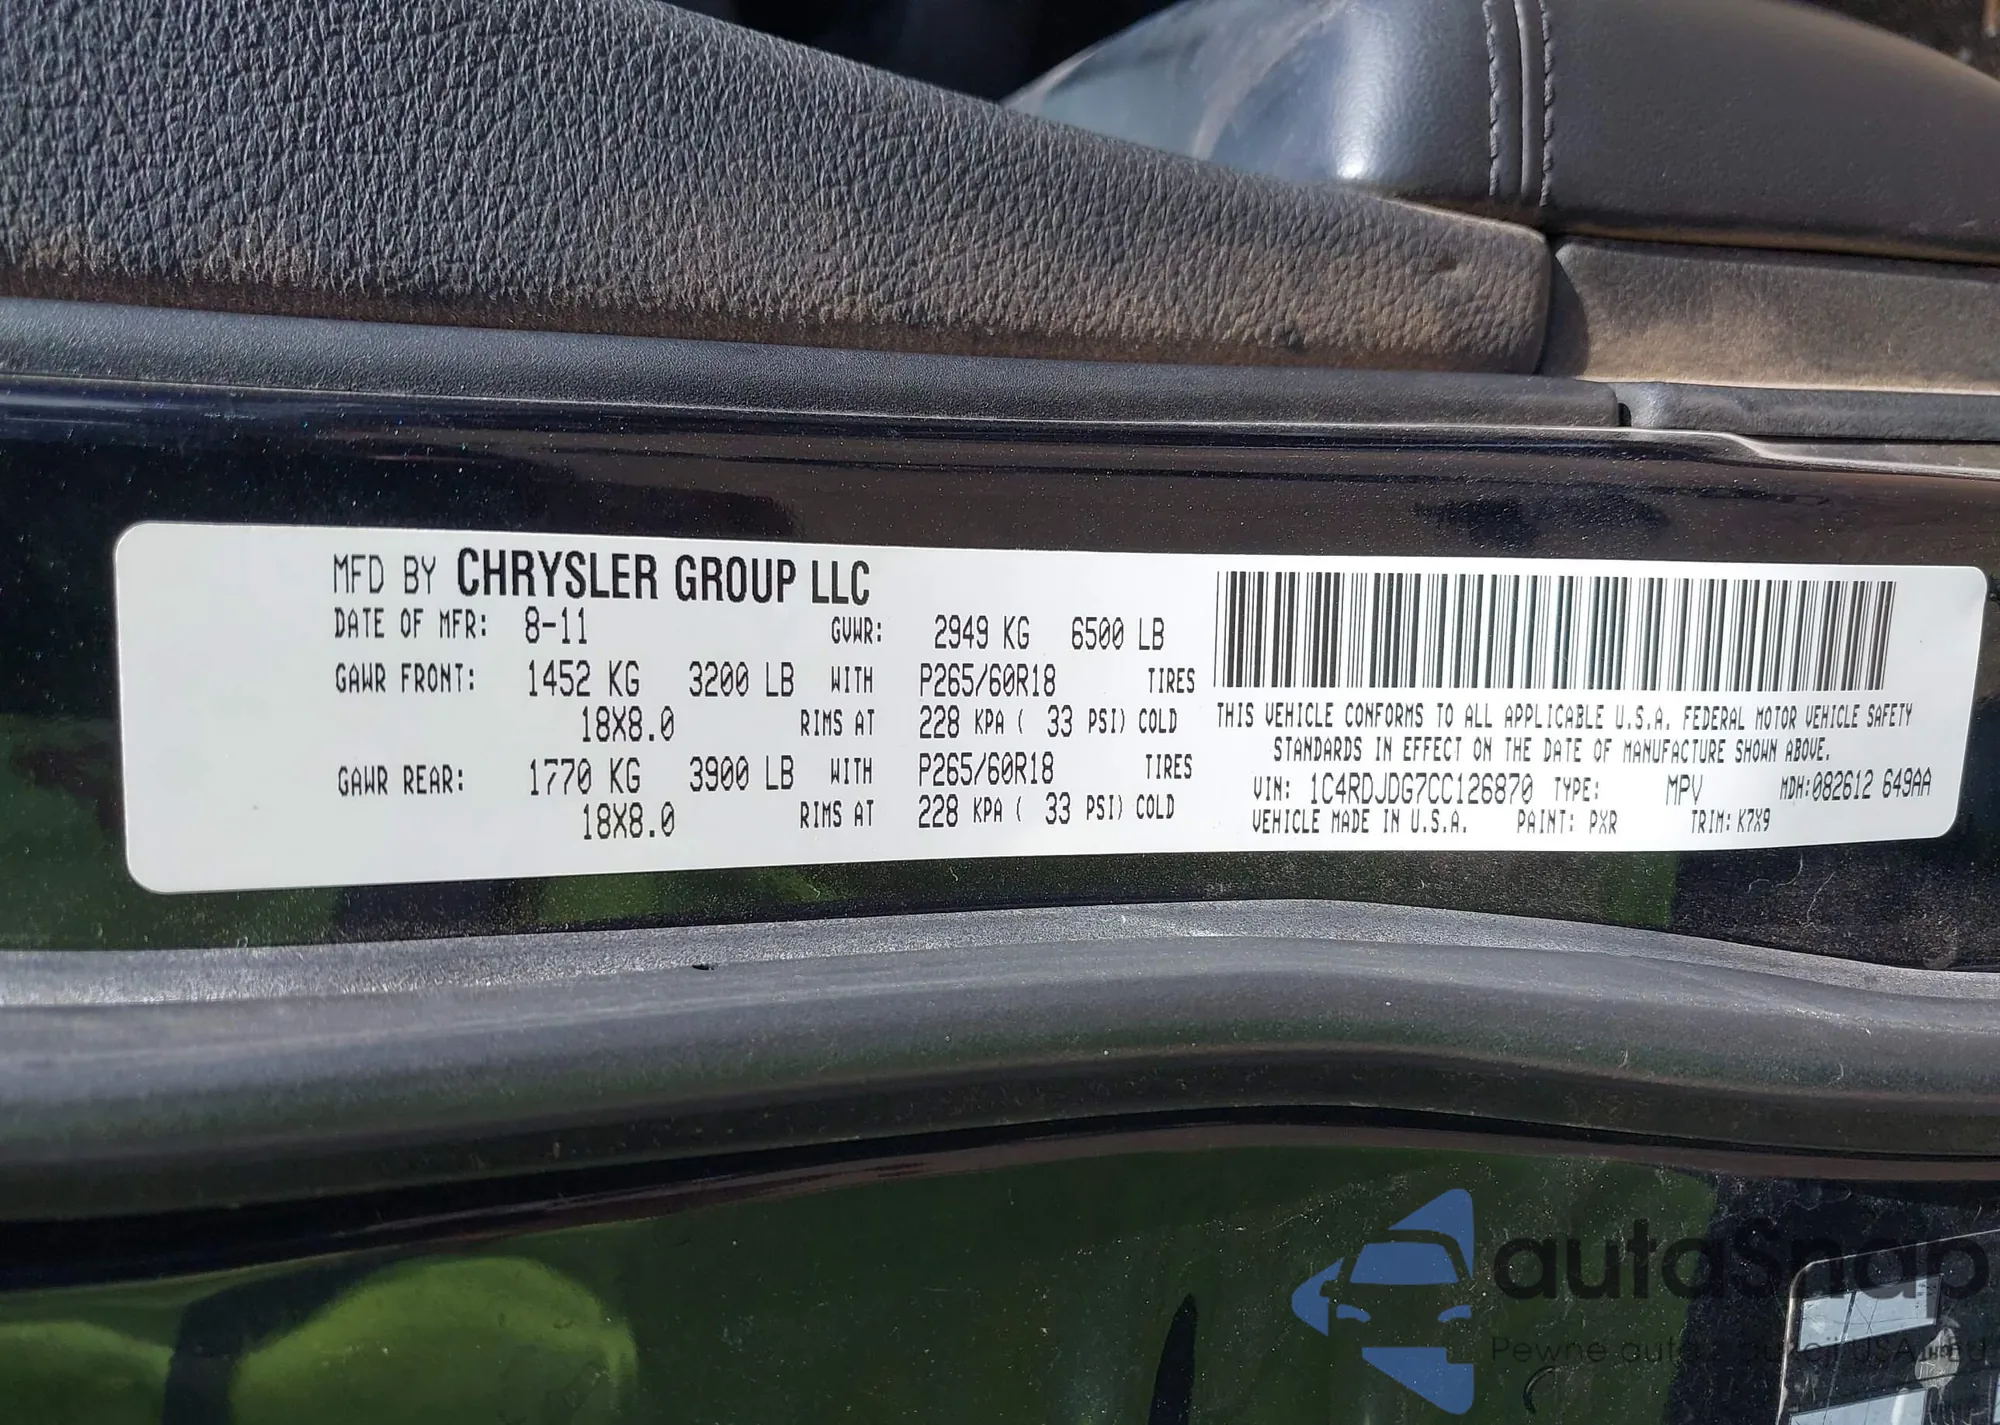 MFD BY CHRYSLER GROUP LLC
DATE OF MFR: 8-11 GVWR: 2949 KG 6500 LB
GAWR FRONT: 1452 KG 3200 LB WITH P265/60R18 TIRES
18X8.0 RIMS AT 228 KPA ( 33 PSI) COLD
GAWR REAR: 1770 KG 3900 LB WITH P265/60R18 TIRES
18X8.0 RIMS AT 228 KPA ( 33 PSI) COLD
THIS VEHICLE CONFORMS TO ALL APPLICABLE U.S.A. FEDERAL MOTOR VEHICLE SAFETY
STANDARDS IN EFFECT ON THE DATE OF MANUFACTURE SHOWN ABOVE.
VIN: 1C4RDJDG7CC126870 TYPE: MPV MDH:082612 649AA
VEHICLE MADE IN U.S.A. PAINT: PXR TRIM: K7X9
autosnap
Pewne auto z aukcji USA